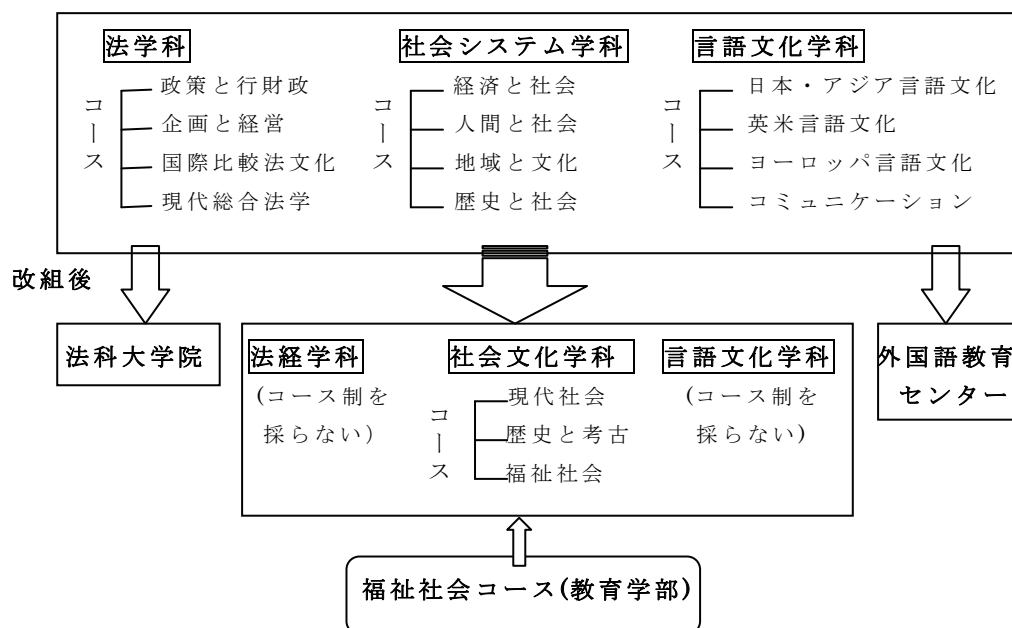 法学科
コース
政策と行財政
企画と経営
国際比較法文化
現代総合法学
社会システム学科
コース
経済と社会
人間と社会
地域と文化
歴史と社会
言語文化学科
コース
日本・アジア言語文化
英米言語文化
ヨーロッパ言語文化
コミュニケーション
改組後
法科大学院
法経学科
(コース制を
採らない)
社会文化学科
コース
現代社会
歴史と考古
福祉社会
言語文化学科
(コース制を
採らない)
外国語教育
センター
福祉社会コース(教育学部)